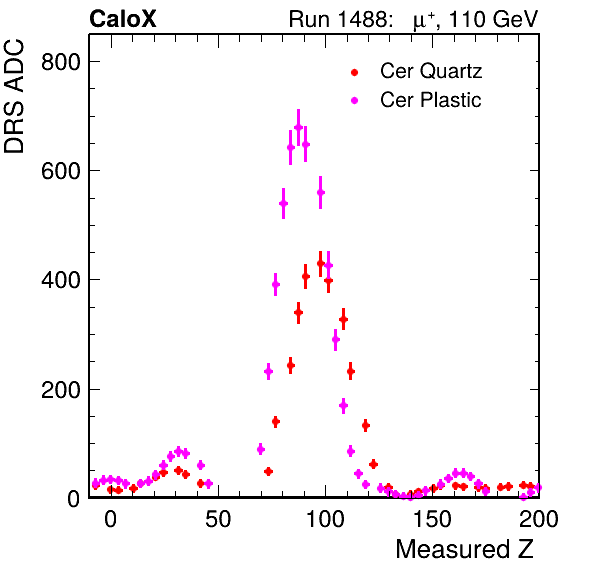 CaloX Run 1488: μ⁺, 110 GeV
DRS ADC
Cer Quartz
Cer Plastic
800
600
400
200
0
0 50 100 150 200
Measured Z